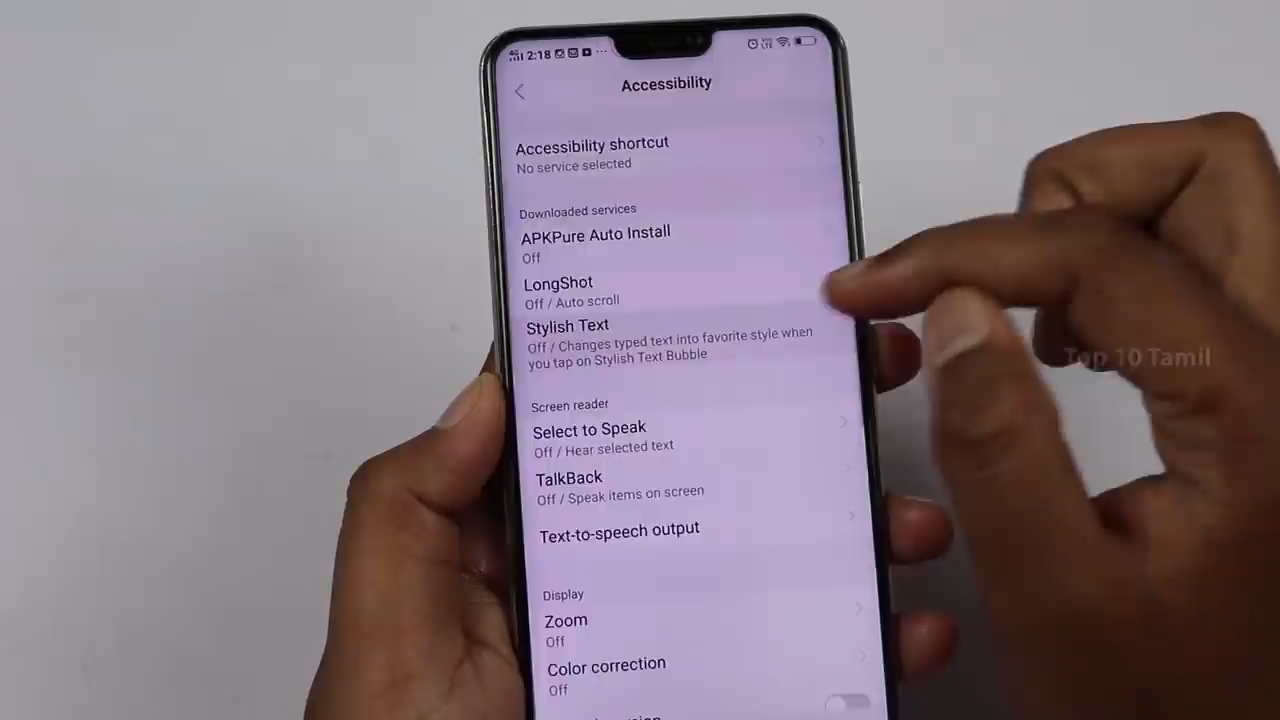 2:18
Accessibility
Accessibility shortcut
No service selected
Downloaded services
APKPure Auto Install
Off
LongShot
Off / Auto scroll
Stylish Text
Off / Changes typed text into favorite style when
you tap on Stylish Text Bubble
Top 10 Tamil
Screen reader
Select to Speak
Off / Hear selected text
TalkBack
Off / Speak items on screen
Text-to-speech output
Display
Zoom
Off
Color correction
Off